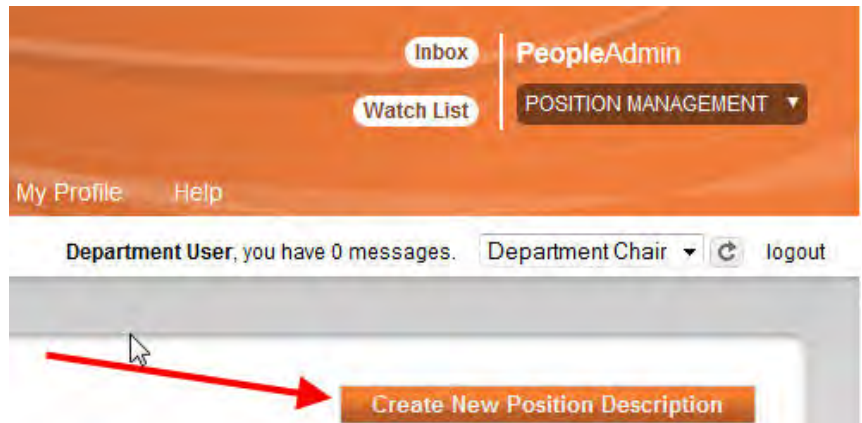 Inbox
PeopleAdmin
Watch List
POSITION MANAGEMENT
My Profile Help
Department User, you have 0 messages. Department Chair logout
Create New Position Description